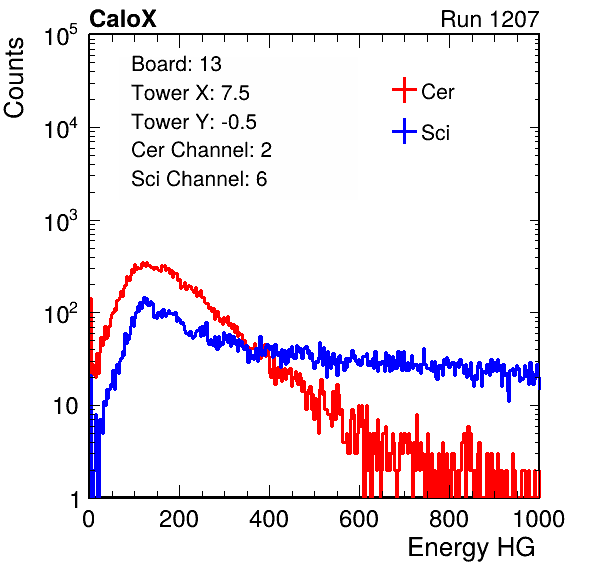 CaloX Run 1207
Counts
10^5
10^4
10^3
10^2
10
1
Board: 13
Tower X: 7.5
Tower Y: -0.5
Cer Channel: 2
Sci Channel: 6
Cer
Sci
0 200 400 600 800 1000
Energy HG